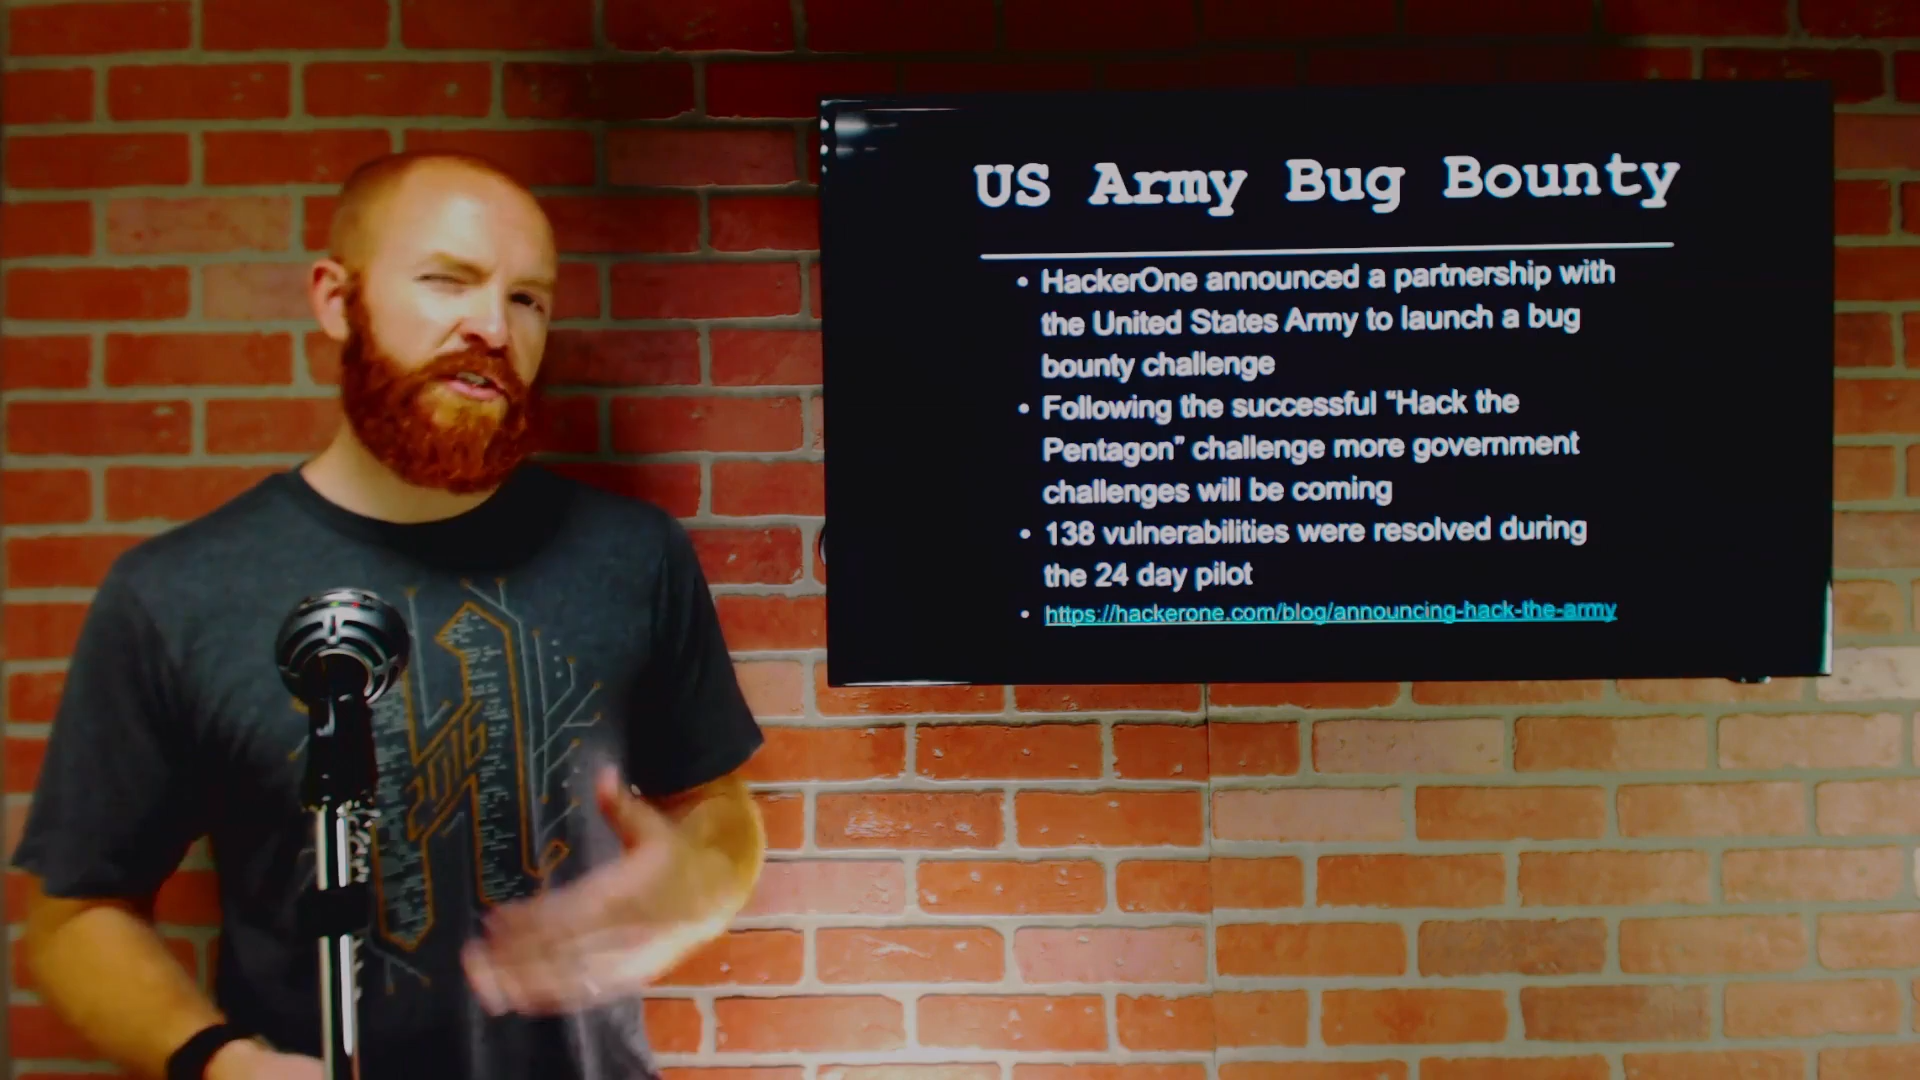 US Army Bug Bounty
• HackerOne announced a partnership with
the United States Army to launch a bug
bounty challenge
• Following the successful “Hack the
Pentagon” challenge more government
challenges will be coming
• 138 vulnerabilities were resolved during
the 24 day pilot
• https://hackerone.com/blog/announcing-hack-the-army